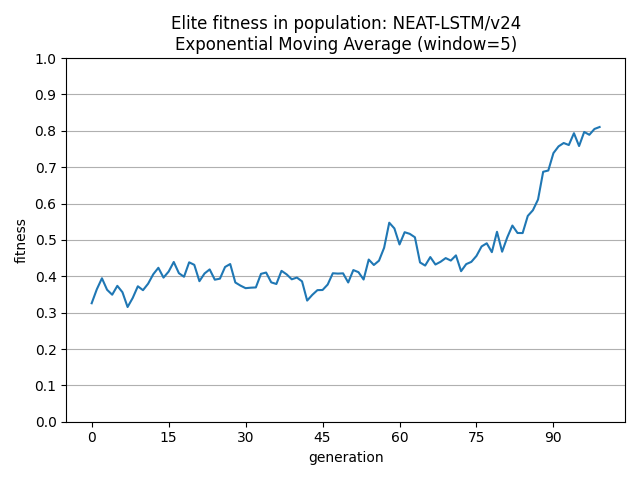 Elite fitness in population: NEAT-LSTM/v24
Exponential Moving Average (window=5)
1.0
0.9
0.8
0.7
0.6
0.5
0.4
0.3
0.2
0.1
0.0
fitness
0 15 30 45 60 75 90
generation